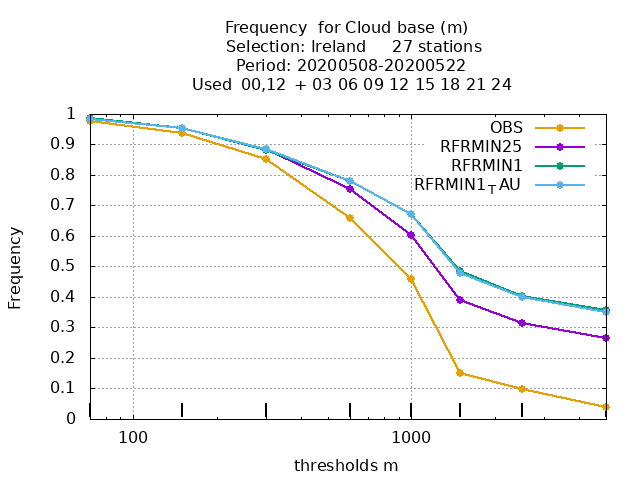 Frequency  for Cloud base (m)
Selection: Ireland     27 stations
Period: 20200508-20200522
Used  00,12  + 03 06 09 12 15 18 21 24
1
0.9
0.8
0.7
0.6
0.5
0.4
0.3
0.2
0.1
0
Frequency
OBS
RFRMIN25
RFRMIN1
RFRMIN1_TAU
100
1000
thresholds m